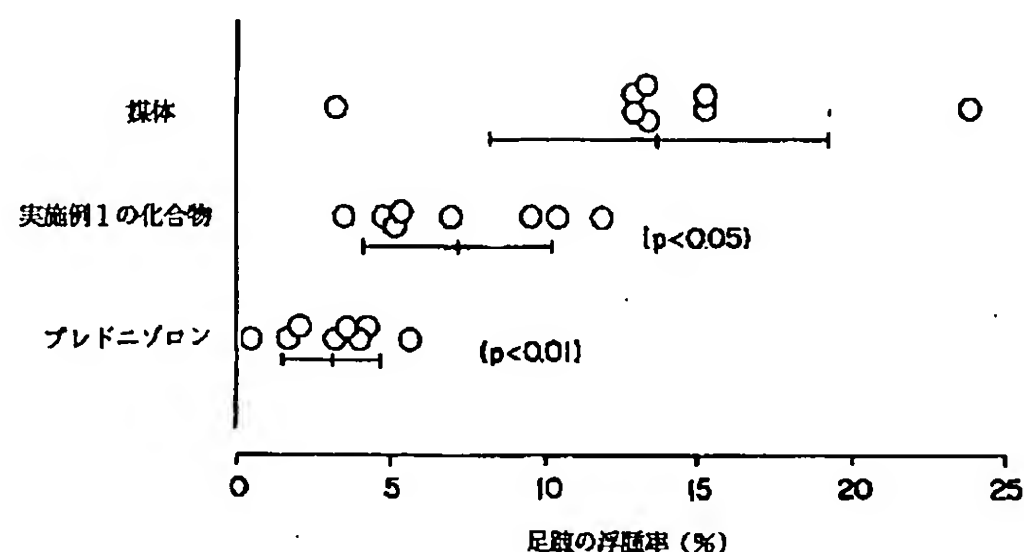 媒体
実施例1の化合物
(p<0.05)
プレドニゾロン
(p<0.01)
0 5 10 15 20 25
足蹠の浮腫率 (%)